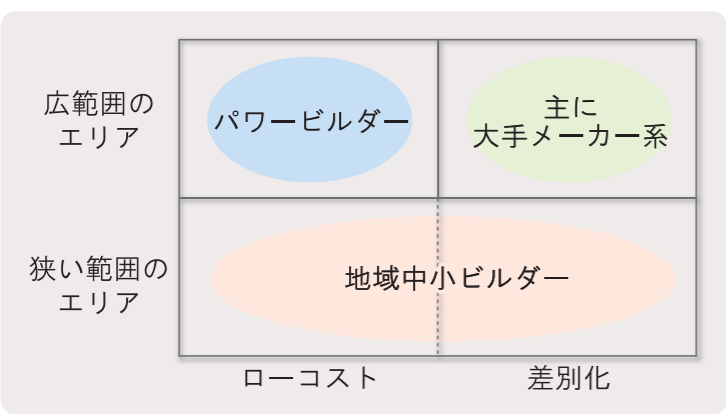 広範囲の
エリア
パワービルダー
主に
大手メーカー系
狭い範囲の
エリア
地域中小ビルダー
ローコスト
差別化